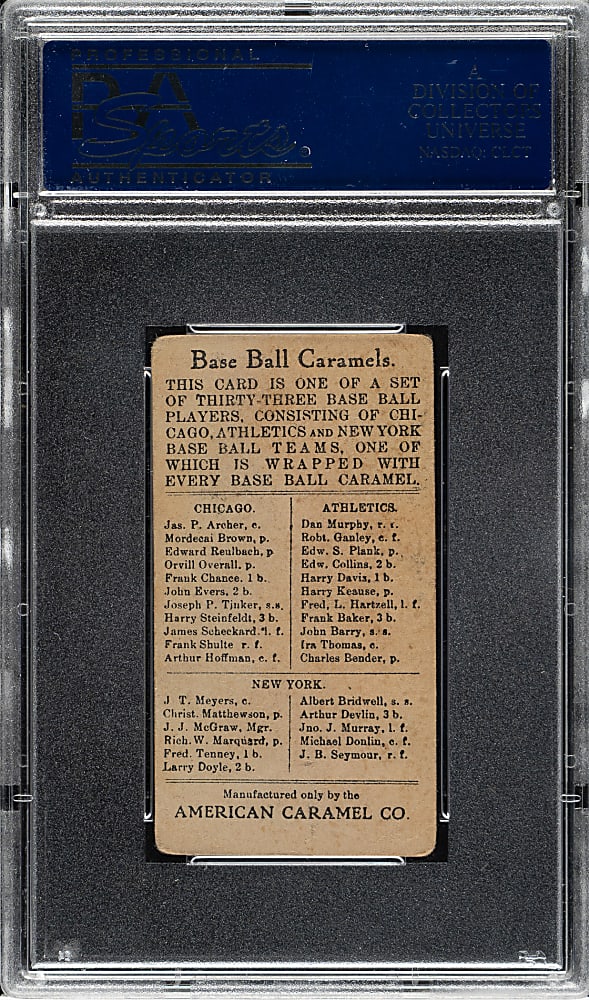 PROFESSIONAL
PSA
Sports
AUTHENTICATOR
A
DIVISION OF
COLLECTORS
UNIVERSE
NASDAQ: CLCT
Base Ball Caramels.
THIS CARD IS ONE OF A SET
OF THIRTY-THREE BASE BALL
PLAYERS, CONSISTING OF CHI-
CAGO, ATHLETICS AND NEW YORK
BASE BALL TEAMS, ONE OF
WHICH IS WRAPPED WITH
EVERY BASE BALL CARAMEL.
CHICAGO.
Jas. P. Archer, c.
Mordecai Brown, p.
Edward Reulbach, p
Orvill Overall. p.
Frank Chance. 1 b.
John Evers, 2 b.
Joseph P. Tinker, s.s.
Harry Steinfeldt, 3 b.
James Scheckard. l. f.
Frank Shulte r. f.
Arthur Hoffman, c. f.
ATHLETICS.
Dan Murphy, r. f.
Robt. Ganley, c. f.
Edw. S. Plank, p.
Edw. Collins, 2 b.
Harry Davis, 1 b.
Harry Keause, p.
Fred. L. Hartzell, l. f.
Frank Baker, 3 b.
John Barry, s. s.
Ira Thomas, c.
Charles Bender, p.
NEW YORK.
J T. Meyers, c.
Christ. Matthewson, p.
J. J. McGraw, Mgr.
Rich. W. Marquard, p.
Fred. Tenney, 1 b.
Larry Doyle, 2 b.
Albert Bridwell, s. s.
Arthur Devlin, 3 b.
Jno. J. Murray, l. f.
Michael Donlin, c. f.
J. B. Seymour, r. f.
Manufactured only by the
AMERICAN CARAMEL CO.